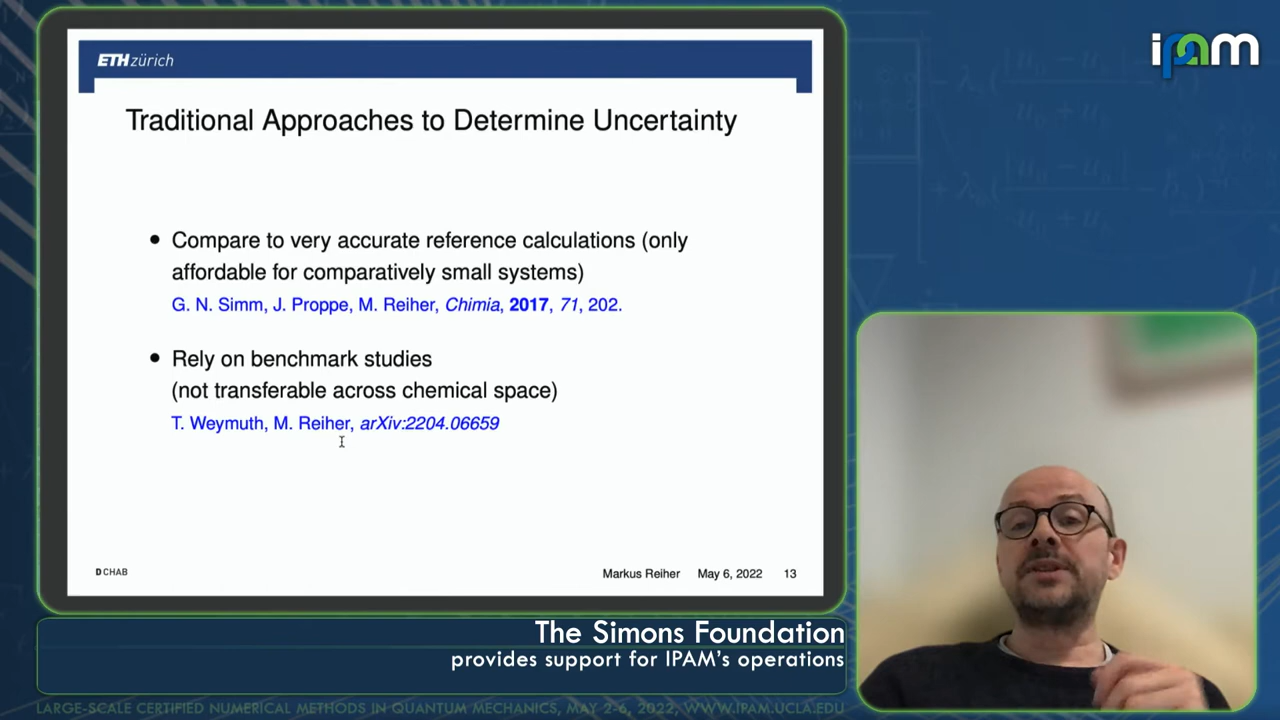 ETH zürich
ipam
Traditional Approaches to Determine Uncertainty
• Compare to very accurate reference calculations (only
affordable for comparatively small systems)
G. N. Simm, J. Proppe, M. Reiher, Chimia, 2017, 71, 202.
• Rely on benchmark studies
(not transferable across chemical space)
T. Weymuth, M. Reiher, arXiv:2204.06659
D CHAB
Markus Reiher May 6, 2022 13
The Simons Foundation
provides support for IPAM's operations
LARGE-SCALE CERTIFIED NUMERICAL METHODS IN QUANTUM MECHANICS, MAY 2-6, 2022, WWW.IPAM.UCLA.EDU